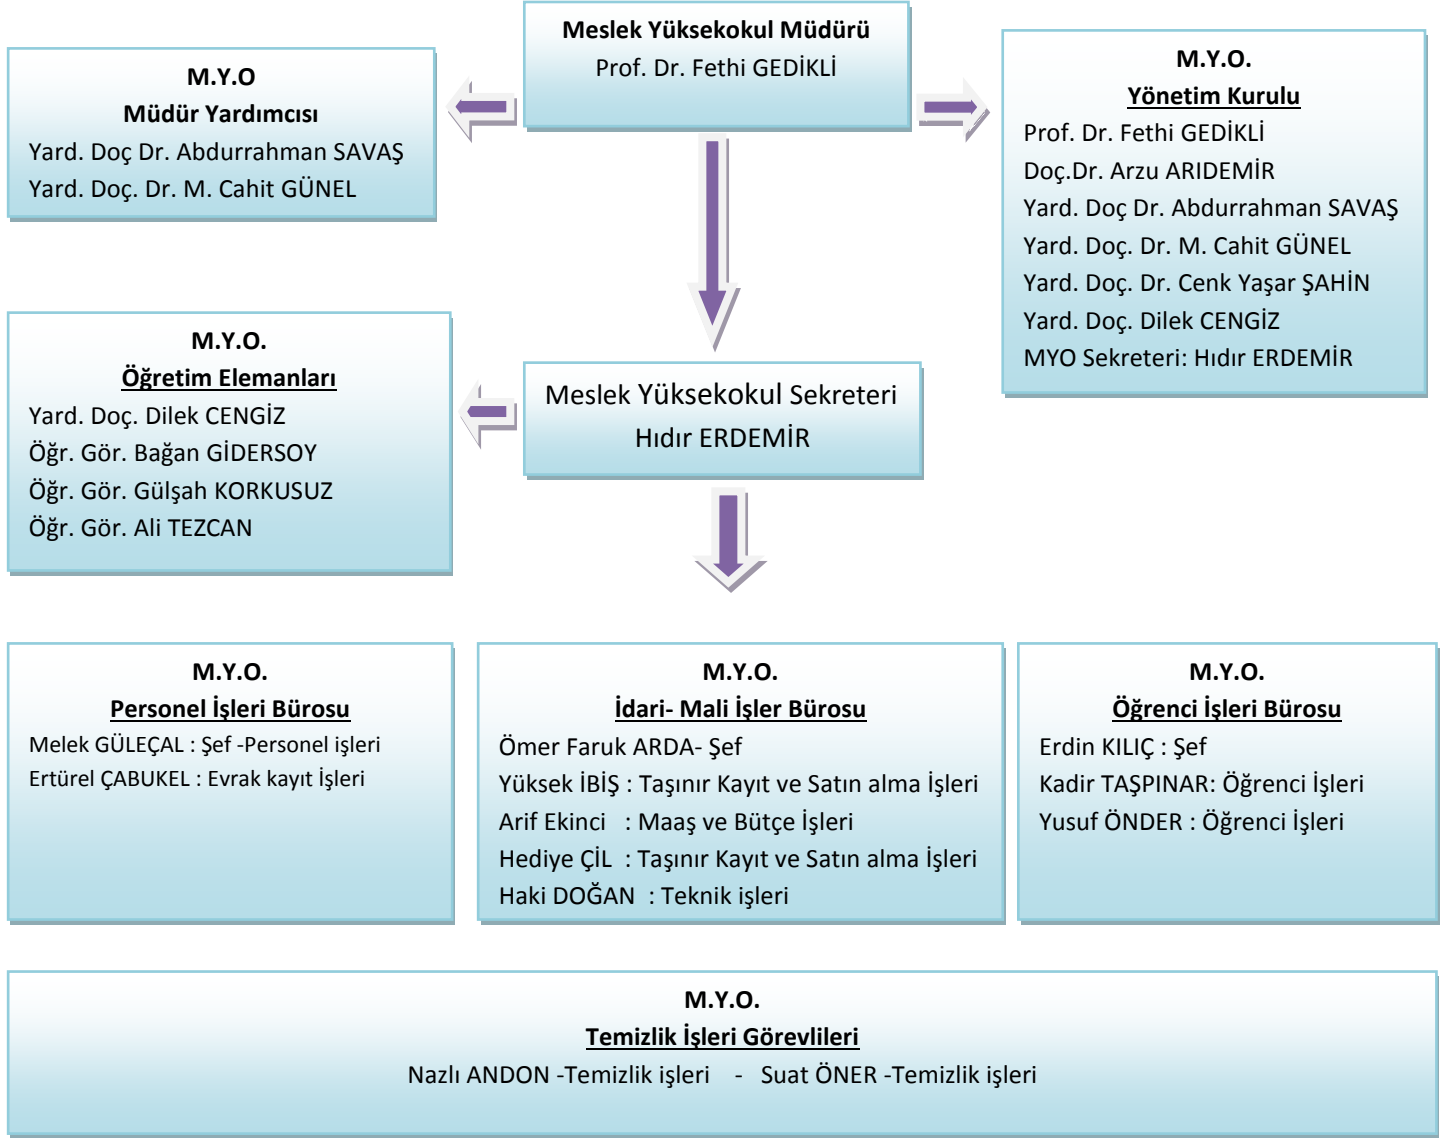 Meslek Yüksekokul Müdürü
Prof. Dr. Fethi GEDİKLİ
M.Y.O
Müdür Yardımcısı
Yard. Doç Dr. Abdurrahman SAVAŞ
Yard. Doç. Dr. M. Cahit GÜNEL
M.Y.O.
Yönetim Kurulu
Prof. Dr. Fethi GEDİKLİ
Doç.Dr. Arzu ARIDEMİR
Yard. Doç Dr. Abdurrahman SAVAŞ
Yard. Doç. Dr. M. Cahit GÜNEL
Yard. Doç. Dr. Cenk Yaşar ŞAHİN
Yard. Doç. Dilek CENGİZ
MYO Sekreteri: Hıdır ERDEMİR
M.Y.O.
Öğretim Elemanları
Yard. Doç. Dilek CENGİZ
Öğr. Gör. Bağan GİDERSOY
Öğr. Gör. Gülşah KORKUSUZ
Öğr. Gör. Ali TEZCAN
Meslek Yüksekokul Sekreteri
Hıdır ERDEMİR
M.Y.O.
Personel İşleri Bürosu
Melek GÜLEÇAL : Şef -Personel işleri
Ertürel ÇABUKEL : Evrak kayıt İşleri
M.Y.O.
İdari- Mali İşler Bürosu
Ömer Faruk ARDA- Şef
Yüksek İBİŞ : Taşınır Kayıt ve Satın alma İşleri
Arif Ekinci : Maaş ve Bütçe İşleri
Hediye ÇİL : Taşınır Kayıt ve Satın alma İşleri
Haki DOĞAN : Teknik işleri
M.Y.O.
Öğrenci İşleri Bürosu
Erdin KILIÇ : Şef
Kadir TAŞPINAR: Öğrenci İşleri
Yusuf ÖNDER : Öğrenci İşleri
M.Y.O.
Temizlik İşleri Görevlileri
Nazlı ANDON -Temizlik işleri - Suat ÖNER -Temizlik işleri